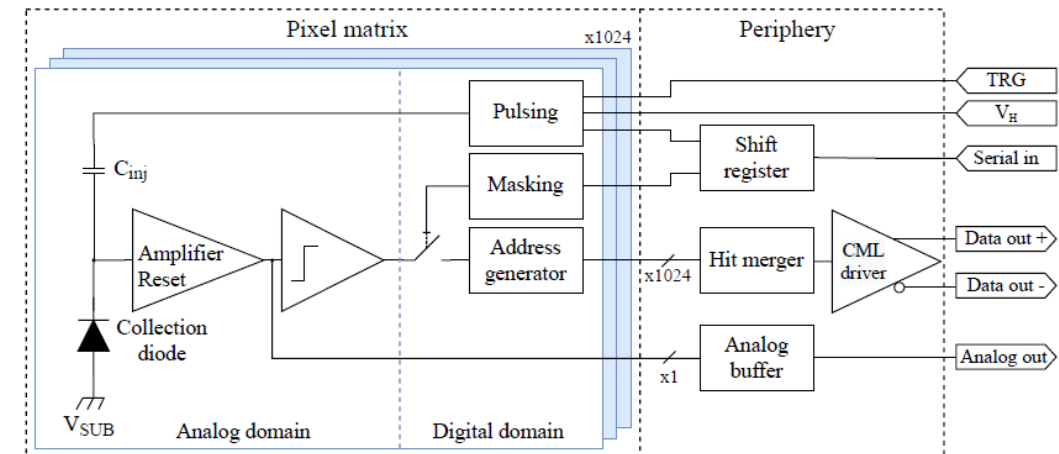 Pixel matrix
Periphery
x1024
TRG
Pulsing
V_H
C_inj
Shift
register
Serial in
Masking
Amplifier
Reset
Address
generator
x1024
Hit merger
CML
driver
Data out +
Data out -
Collection
diode
Analog
buffer
x1
Analog out
V_SUB
Analog domain
Digital domain